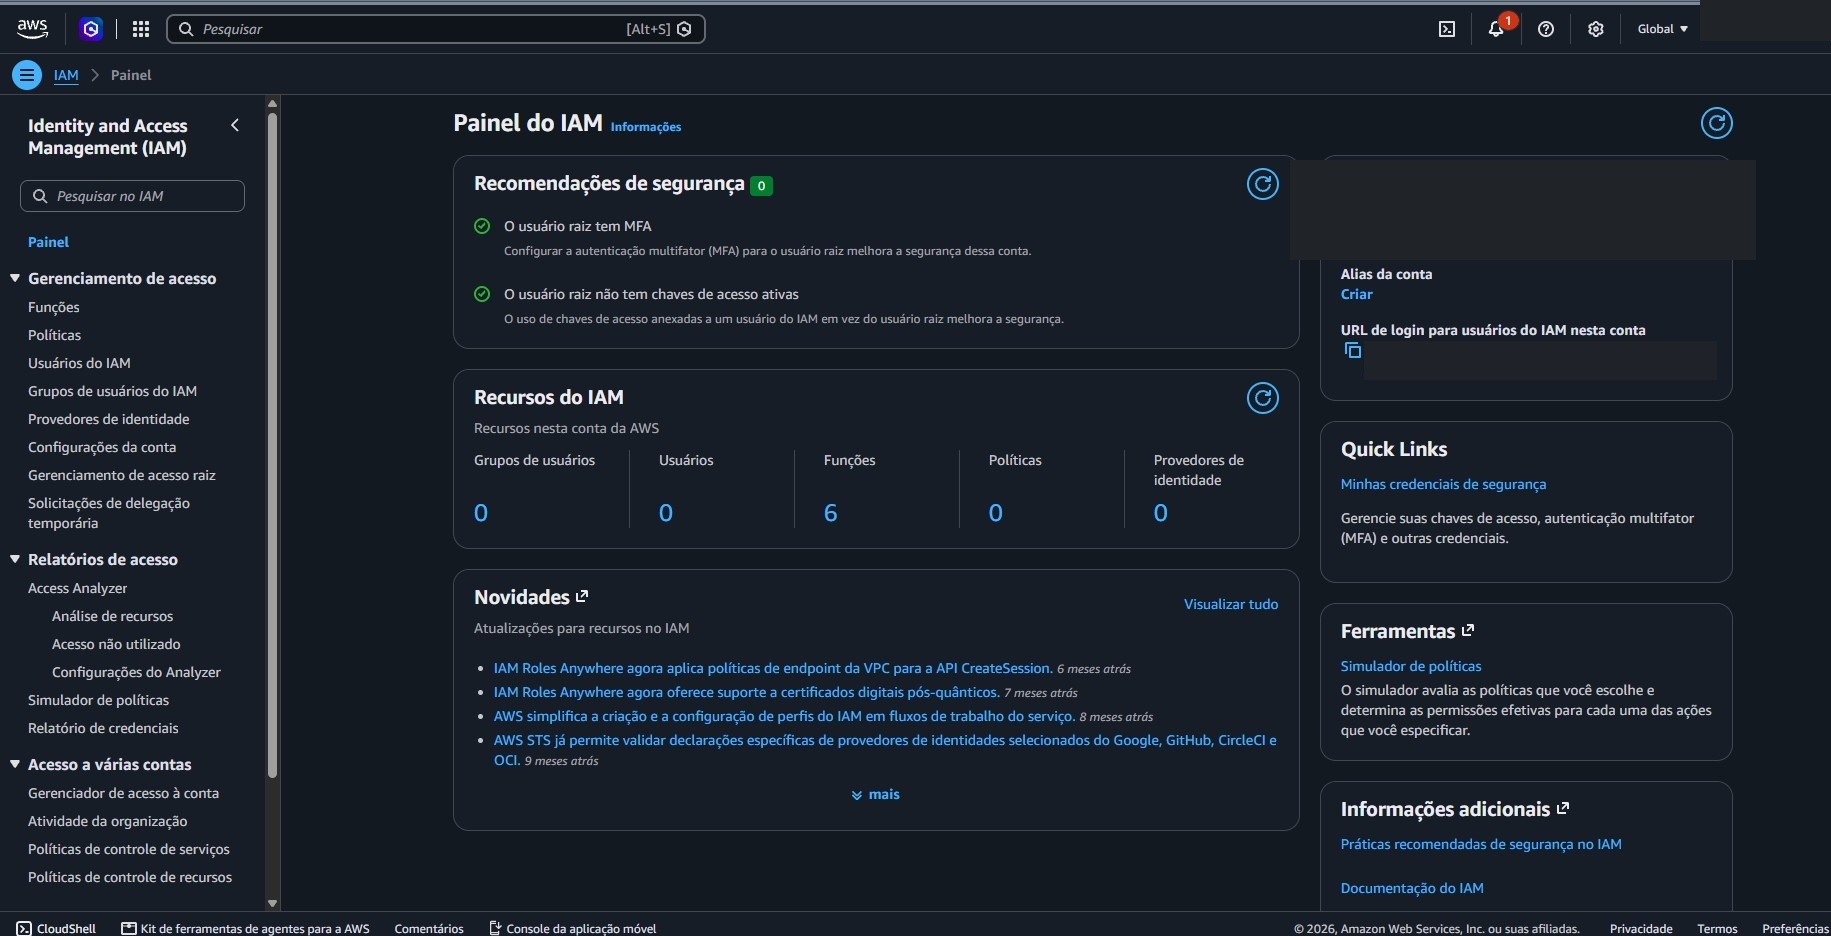 aws
Pesquisar
[Alt+S]
1
Global
IAM
Painel
Identity and Access
Management (IAM)
Pesquisar no IAM
Painel
Gerenciamento de acesso
Funções
Políticas
Usuários do IAM
Grupos de usuários do IAM
Provedores de identidade
Configurações da conta
Gerenciamento de acesso raiz
Solicitações de delegação
temporária
Relatórios de acesso
Access Analyzer
Análise de recursos
Acesso não utilizado
Configurações do Analyzer
Simulador de políticas
Relatório de credenciais
Acesso a várias contas
Gerenciador de acesso à conta
Atividade da organização
Políticas de controle de serviços
Políticas de controle de recursos
Painel do IAM Informações
Recomendações de segurança 0
O usuário raiz tem MFA
Configurar a autenticação multifator (MFA) para o usuário raiz melhora a segurança dessa conta.
O usuário raiz não tem chaves de acesso ativas
O uso de chaves de acesso anexadas a um usuário do IAM em vez do usuário raiz melhora a segurança.
Recursos do IAM
Recursos nesta conta da AWS
Grupos de usuários
0
Usuários
0
Funções
6
Políticas
0
Provedores de
identidade
0
Novidades
Visualizar tudo
Atualizações para recursos no IAM
IAM Roles Anywhere agora aplica políticas de endpoint da VPC para a API CreateSession. 6 meses atrás
IAM Roles Anywhere agora oferece suporte a certificados digitais pós-quânticos. 7 meses atrás
AWS simplifica a criação e a configuração de perfis do IAM em fluxos de trabalho do serviço. 8 meses atrás
AWS STS já permite validar declarações específicas de provedores de identidades selecionados do Google, GitHub, CircleCI e
OCI. 9 meses atrás
mais
Alias da conta
Criar
URL de login para usuários do IAM nesta conta
Quick Links
Minhas credenciais de segurança
Gerencie suas chaves de acesso, autenticação multifator
(MFA) e outras credenciais.
Ferramentas
Simulador de políticas
O simulador avalia as políticas que você escolhe e
determina as permissões efetivas para cada uma das ações
que você especificar.
Informações adicionais
Práticas recomendadas de segurança no IAM
Documentação do IAM
CloudShell
Kit de ferramentas de agentes para a AWS
Comentários
Console da aplicação móvel
© 2026, Amazon Web Services, Inc. ou suas afiliadas.
Privacidade
Termos
Preferências